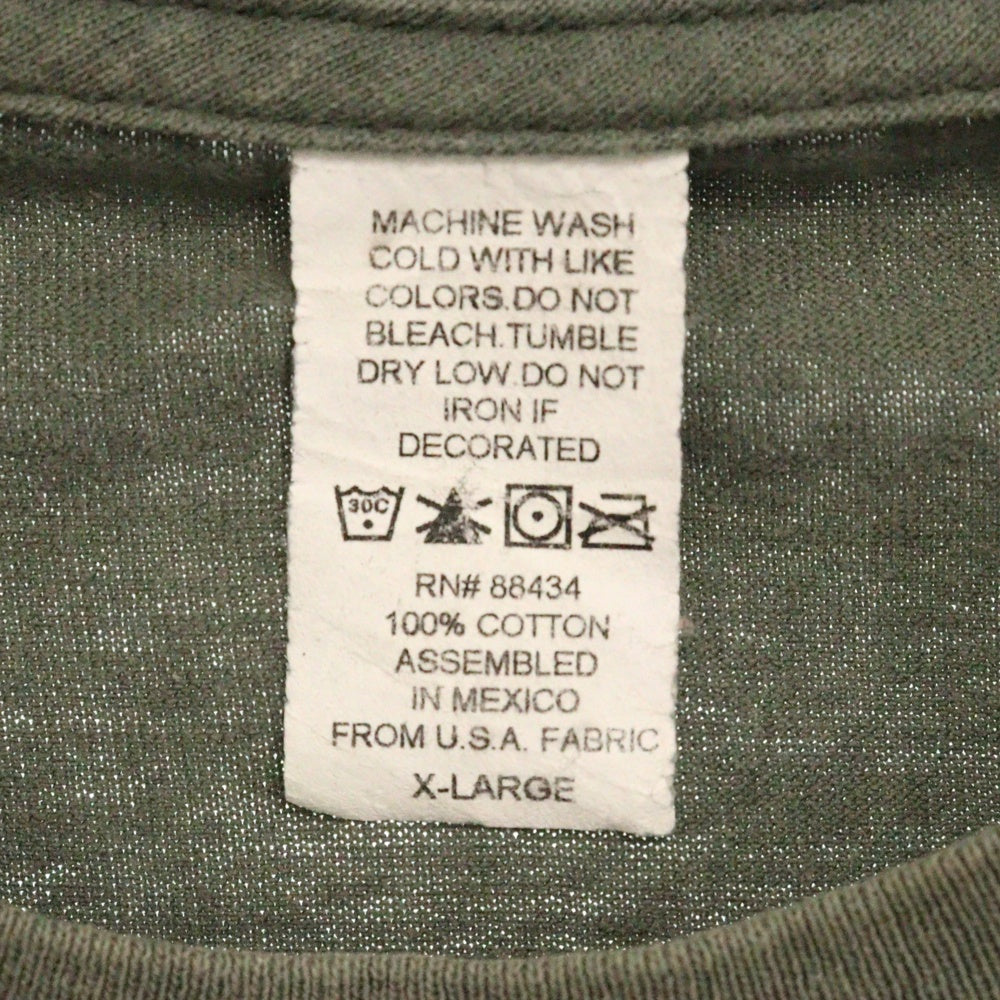 MACHINE WASH
COLD WITH LIKE
COLORS.DO NOT
BLEACH.TUMBLE
DRY LOW.DO NOT
IRON IF
DECORATED
30C
RN# 88434
100% COTTON
ASSEMBLED
IN MEXICO
FROM U.S.A. FABRIC
X-LARGE